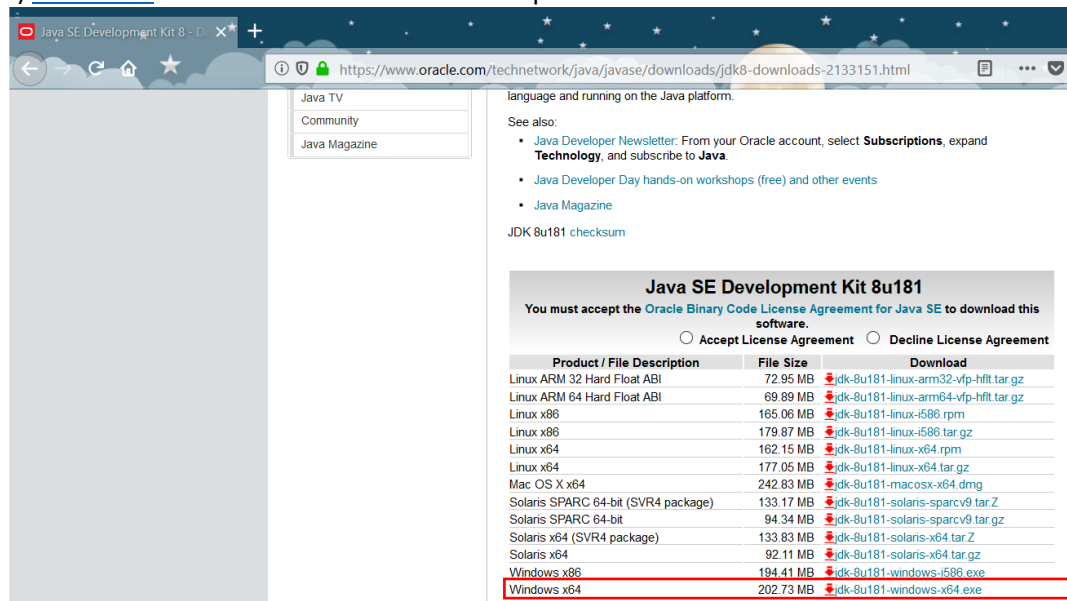 Java SE Development Kit 8 - D
https://www.oracle.com/technetwork/java/javase/downloads/jdk8-downloads-2133151.html
Java TV
Community
Java Magazine
language and running on the Java platform.
See also:
Java Developer Newsletter: From your Oracle account, select Subscriptions, expand
Technology, and subscribe to Java.
Java Developer Day hands-on workshops (free) and other events
Java Magazine
JDK 8u181 checksum
Java SE Development Kit 8u181
You must accept the Oracle Binary Code License Agreement for Java SE to download this
software.
Accept License Agreement Decline License Agreement
Product / File Description File Size Download
Linux ARM 32 Hard Float ABI 72.95 MB jdk-8u181-linux-arm32-vfp-hflt.tar.gz
Linux ARM 64 Hard Float ABI 69.89 MB jdk-8u181-linux-arm64-vfp-hflt.tar.gz
Linux x86 165.06 MB jdk-8u181-linux-i586.rpm
Linux x86 179.87 MB jdk-8u181-linux-i586.tar.gz
Linux x64 162.15 MB jdk-8u181-linux-x64.rpm
Linux x64 177.05 MB jdk-8u181-linux-x64.tar.gz
Mac OS X x64 242.83 MB jdk-8u181-macosx-x64.dmg
Solaris SPARC 64-bit (SVR4 package) 133.17 MB jdk-8u181-solaris-sparcv9.tar.Z
Solaris SPARC 64-bit 94.34 MB jdk-8u181-solaris-sparcv9.tar.gz
Solaris x64 (SVR4 package) 133.83 MB jdk-8u181-solaris-x64.tar.Z
Solaris x64 92.11 MB jdk-8u181-solaris-x64.tar.gz
Windows x86 194.41 MB jdk-8u181-windows-i586.exe
Windows x64 202.73 MB jdk-8u181-windows-x64.exe